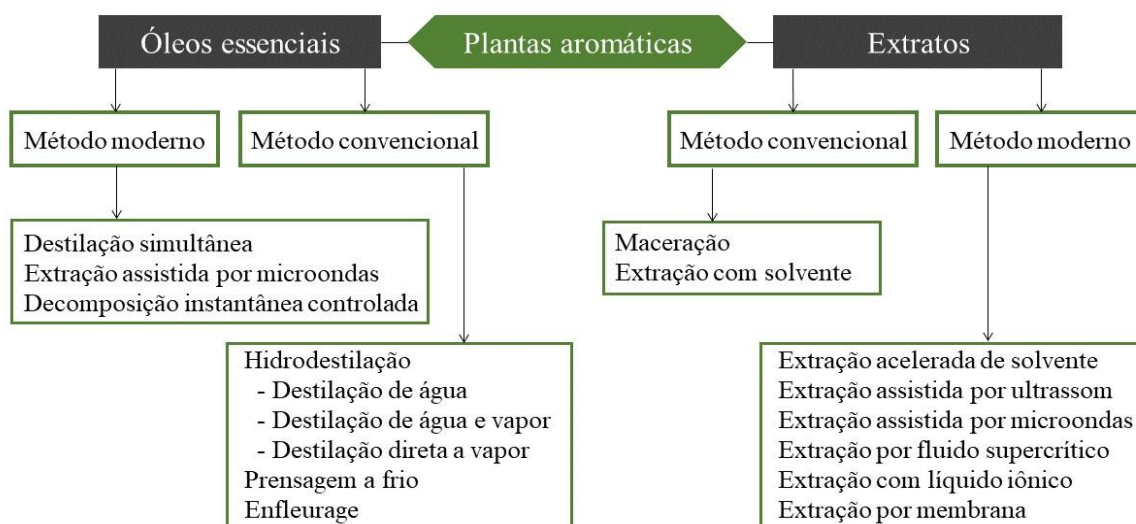 Óleos essenciais
Plantas aromáticas
Extratos
Método moderno
Método convencional
Método convencional
Método moderno
Destilação simultânea
Extração assistida por microondas
Decomposição instantânea controlada
Maceração
Extração com solvente
Hidrodestilação
- Destilação de água
- Destilação de água e vapor
- Destilação direta a vapor
Prensagem a frio
Enfleurage
Extração acelerada de solvente
Extração assistida por ultrassom
Extração assistida por microondas
Extração por fluido supercrítico
Extração com líquido iônico
Extração por membrana